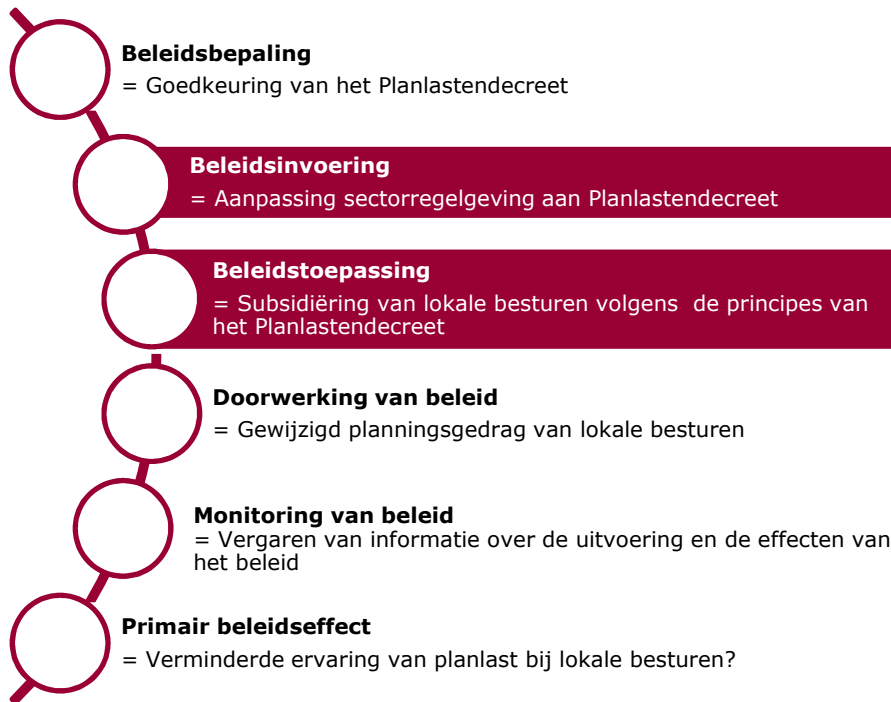 Beleidsbepaling
= Goedkeuring van het Planlastendecreet
Beleidsinvoering
= Aanpassing sectorregelgeving aan Planlastendecreet
Beleidstoepassing
= Subsidiëring van lokale besturen volgens  de principes van
het Planlastendecreet
Doorwerking van beleid
= Gewijzigd planningsgedrag van lokale besturen
Monitoring van beleid
= Vergaren van informatie over de uitvoering en de effecten van
het beleid
Primair beleidseffect
= Verminderde ervaring van planlast bij lokale besturen?